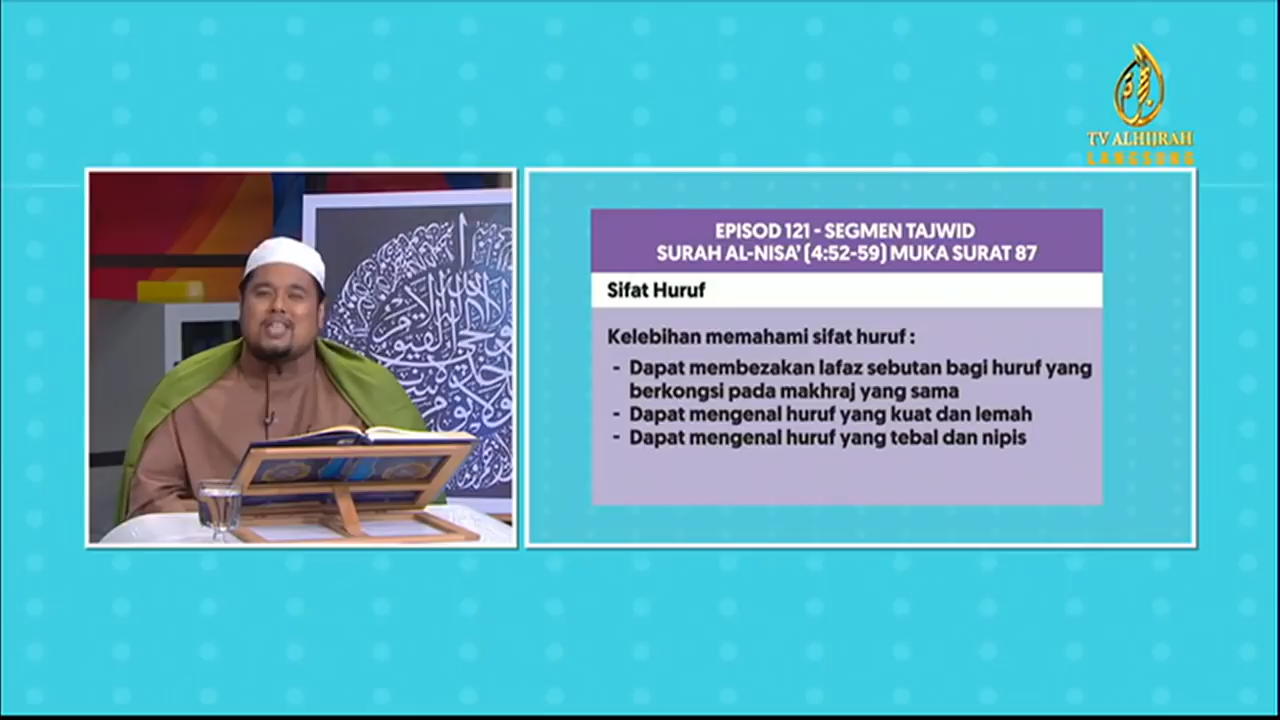 TV ALHIJRAH
LANGSUNG
EPISOD 121 - SEGMEN TAJWID
SURAH AL-NISA' (4:52-59) MUKA SURAT 87
Sifat Huruf
Kelebihan memahami sifat huruf :
- Dapat membezakan lafaz sebutan bagi huruf yang
berkongsi pada makhraj yang sama
- Dapat mengenal huruf yang kuat dan lemah
- Dapat mengenal huruf yang tebal dan nipis